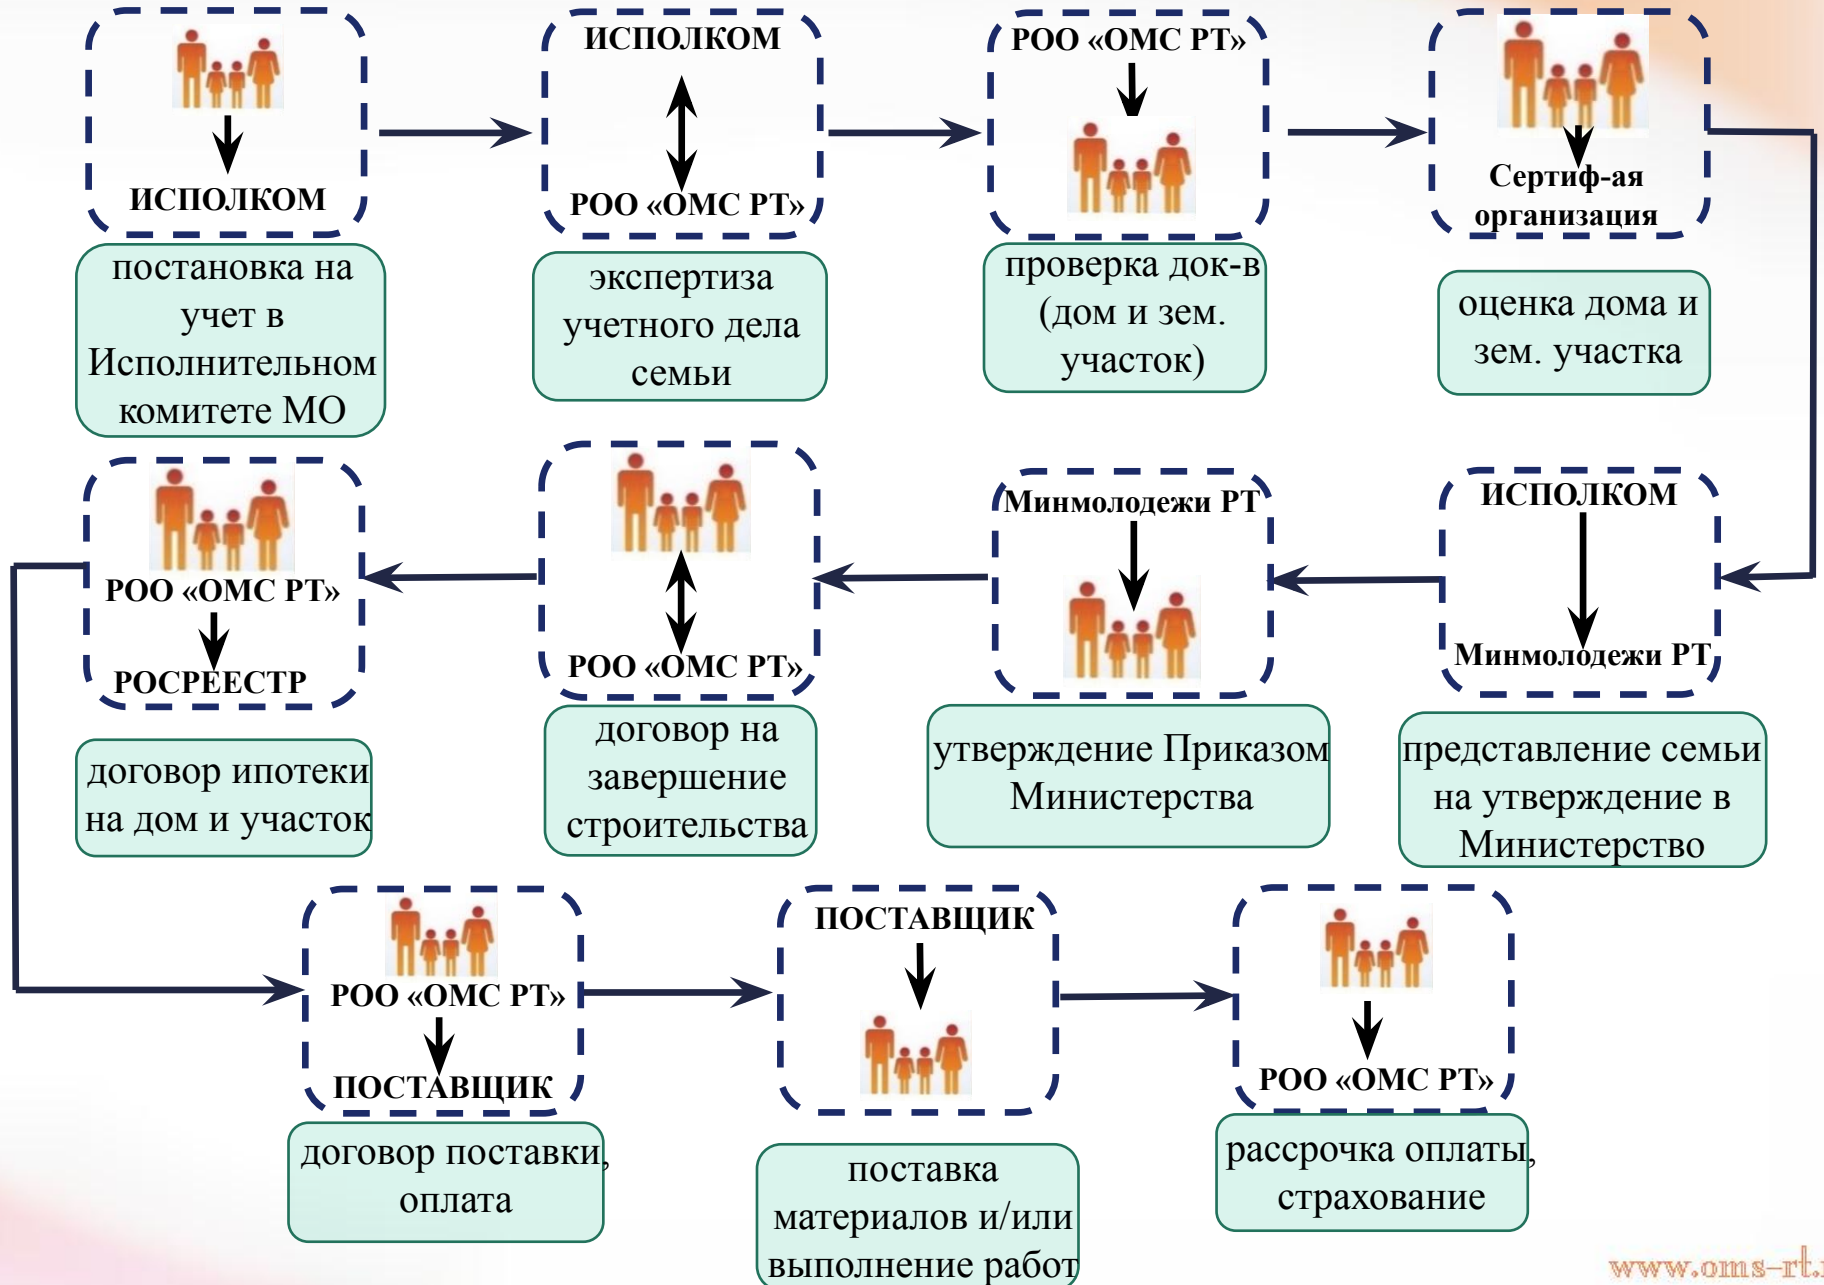 ИСПОЛКОМ
постановка на
учет в
Исполнительном
комитете МО
ИСПОЛКОМ
РОО «ОМС РТ»
экспертиза
учетного дела
семьи
РОО «ОМС РТ»
проверка док-в
(дом и зем.
участок)
Сертиф-ая
организация
оценка дома и
зем. участка
ИСПОЛКОМ
Минмолодежи РТ
представление семьи
на утверждение в
Министерство
Минмолодежи РТ
утверждение Приказом
Министерства
РОО «ОМС РТ»
договор на
завершение
строительства
РОО «ОМС РТ»
РОСРЕЕСТР
договор ипотеки
на дом и участок
РОО «ОМС РТ»
ПОСТАВЩИК
договор поставки,
оплата
ПОСТАВЩИК
поставка
материалов и/или
выполнение работ
РОО «ОМС РТ»
рассрочка оплаты,
страхование
www.oms-rt.r